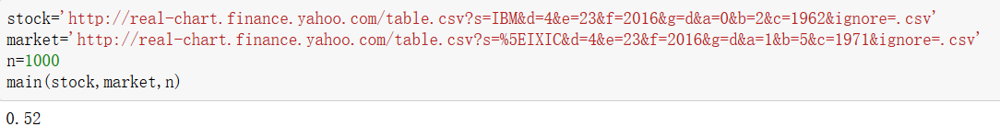 stock='http://real-chart.finance.yahoo.com/table.csv?s=IBM&d=4&e=23&f=2016&g=d&a=0&b=2&c=1962&ignore=.csv'
market='http://real-chart.finance.yahoo.com/table.csv?s=%5EIXIC&d=4&e=23&f=2016&g=d&a=1&b=5&c=1971&ignore=.csv'
n=1000
main(stock,market,n)
0.52